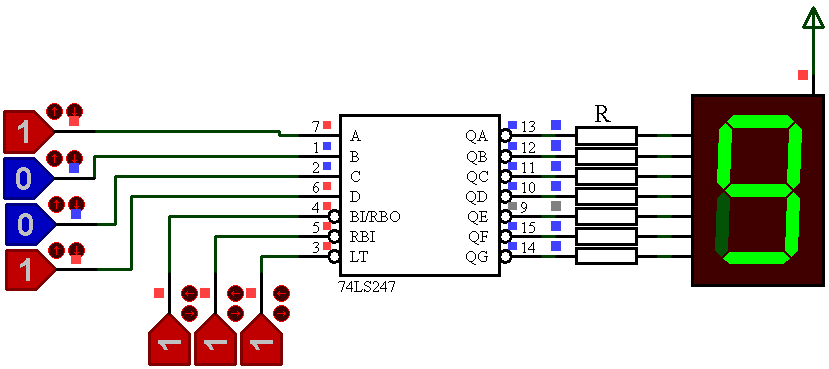 R
1
0
0
1
7 A QA 13
1 B QB 12
2 C QC 11
6 D QD 10
4 BI/RBO QE 9
5 RBI QF 15
3 LT QG 14
74LS247
1 1 1
9